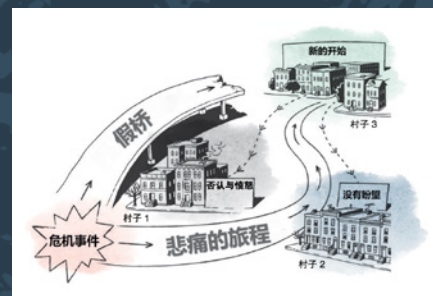 新的开始
村子 3
假桥
否认与愤怒
村子 1
没有盼望
危机事件
悲痛的旅程
村子 2